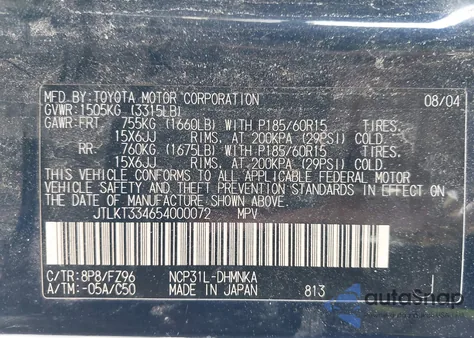 MFD.BY:TOYOTA MOTOR CORPORATION 08/04
GVWR:1505KG (3315LB)
GAWR:FRT 755KG (1660LB) WITH P185/60R15 TIRES.
15X6JJ RIMS, AT 200KPA (29PSI) COLD
RR- 760KG (1675LB) WITH P185/60R15 TIRES.
15X6JJ RIMS, AT 200KPA (29PSI) COLD
THIS VEHICLE CONFORMS TO ALL APPLICABLE FEDERAL MOTOR
VEHICLE SAFETY STANDARDS IN EFFECT ON
THE DATE OF MANUFACTURE SHOWN ABOVE.
JTLKT334654000072 MPV
C/TR:8P8/FZ96 NCP31L-DHMNKA
A/TM:-05A/C50 MADE IN JAPAN 813
autoSnap